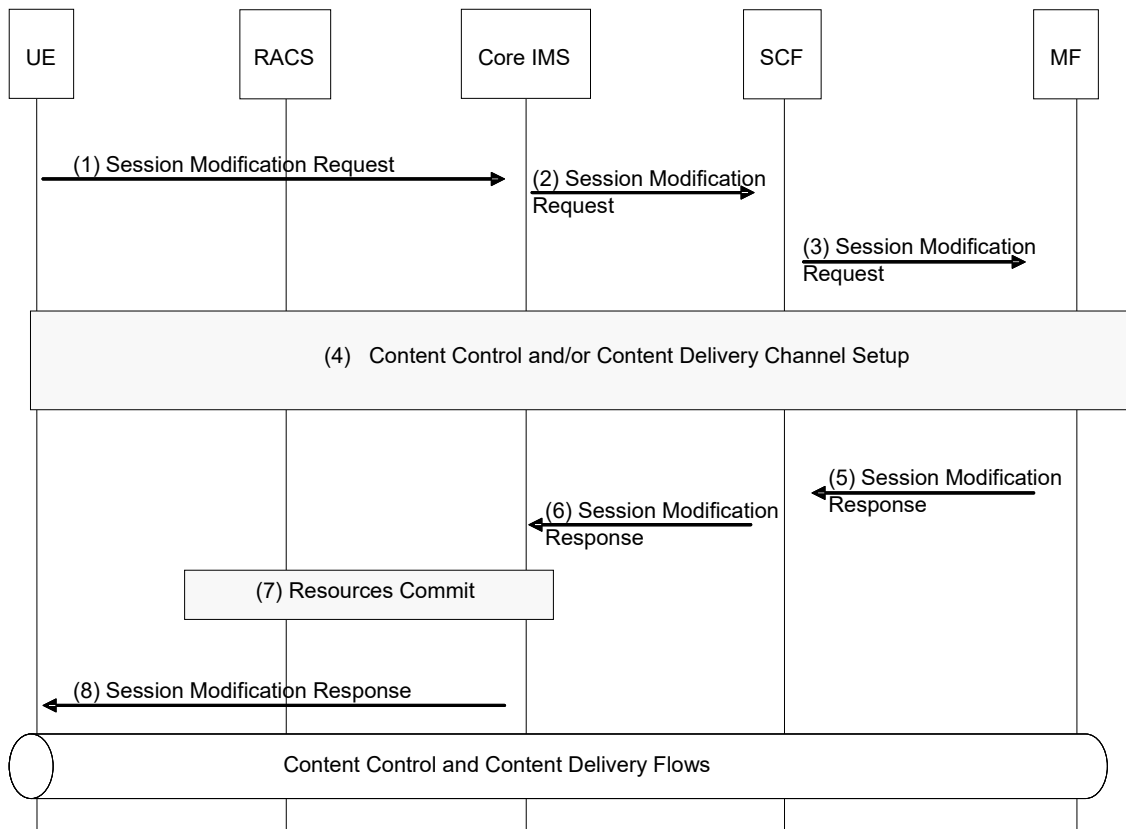 UE
RACS
Core IMS
SCF
MF
(1) Session Modification Request
(2) Session Modification
Request
(3) Session Modification
Request
(4) Content Control and/or Content Delivery Channel Setup
(5) Session Modification
Response
(6) Session Modification
Response
(7) Resources Commit
(8) Session Modification Response
Content Control and Content Delivery Flows